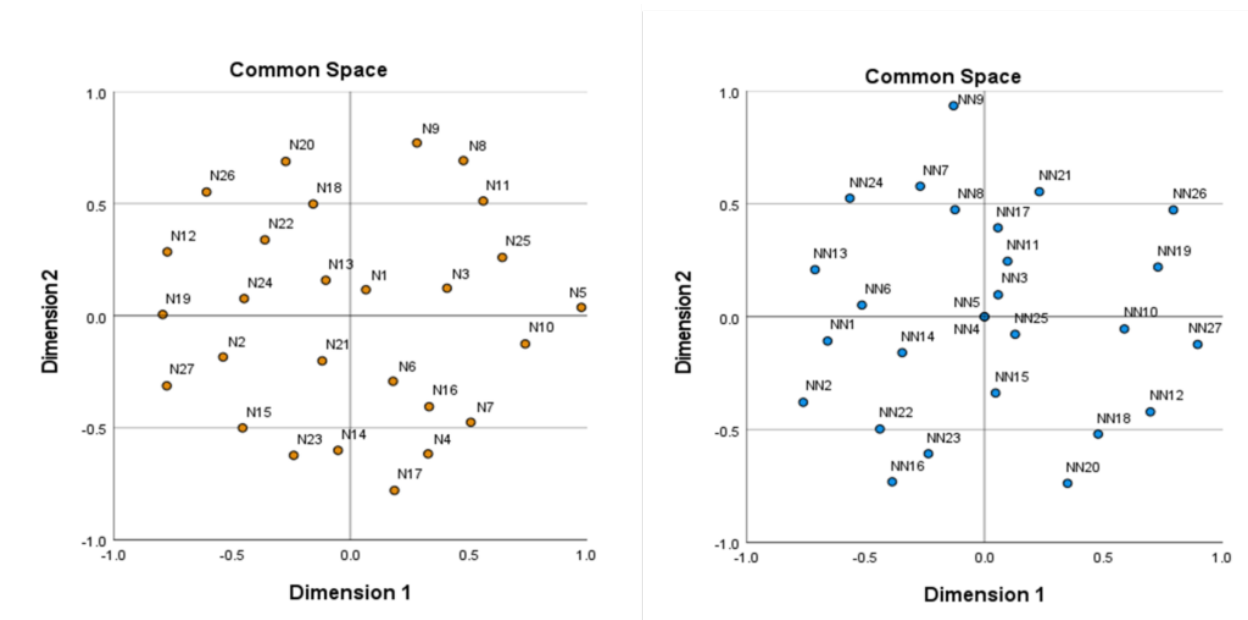 Common Space
1.0
N9
N20
N8
N26
N18
N11
0.5
N22
N12
N25
N13
N1
N3
N24
N5
N19
0.0
N10
N2
N21
N27
N6
N16
N15
N7
-0.5
N23
N14
N4
N17
-1.0
-1.0
-0.5
0.0
0.5
1.0
Dimension 2
Dimension 1
Common Space
1.0
NN9
NN7
NN21
NN24
NN8
NN26
0.5
NN17
NN11
NN13
NN19
NN3
NN6
NN5
0.0
NN10
NN25
NN4
NN1
NN27
NN14
NN15
NN2
NN12
NN22
NN18
-0.5
NN23
NN16
NN20
-1.0
-1.0
-0.5
0.0
0.5
1.0
Dimension 2
Dimension 1